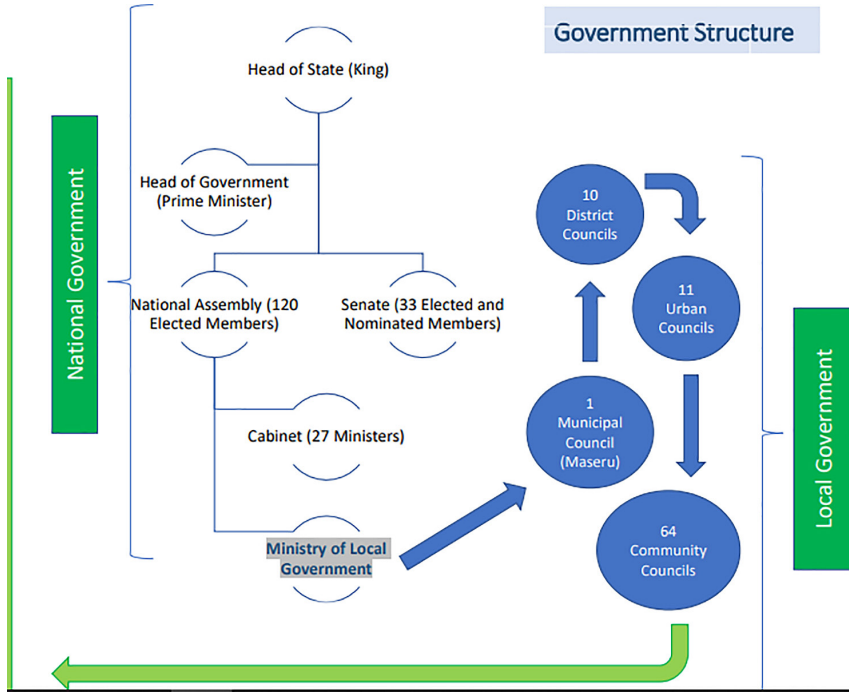 Government Structure
National Government
Head of State (King)
Head of Government
(Prime Minister)
National Assembly (120
Elected Members)
Senate (33 Elected and
Nominated Members)
Cabinet (27 Ministers)
Ministry of Local
Government
10
District
Councils
11
Urban
Councils
1
Municipal
Council
(Maseru)
64
Community
Councils
Local Government